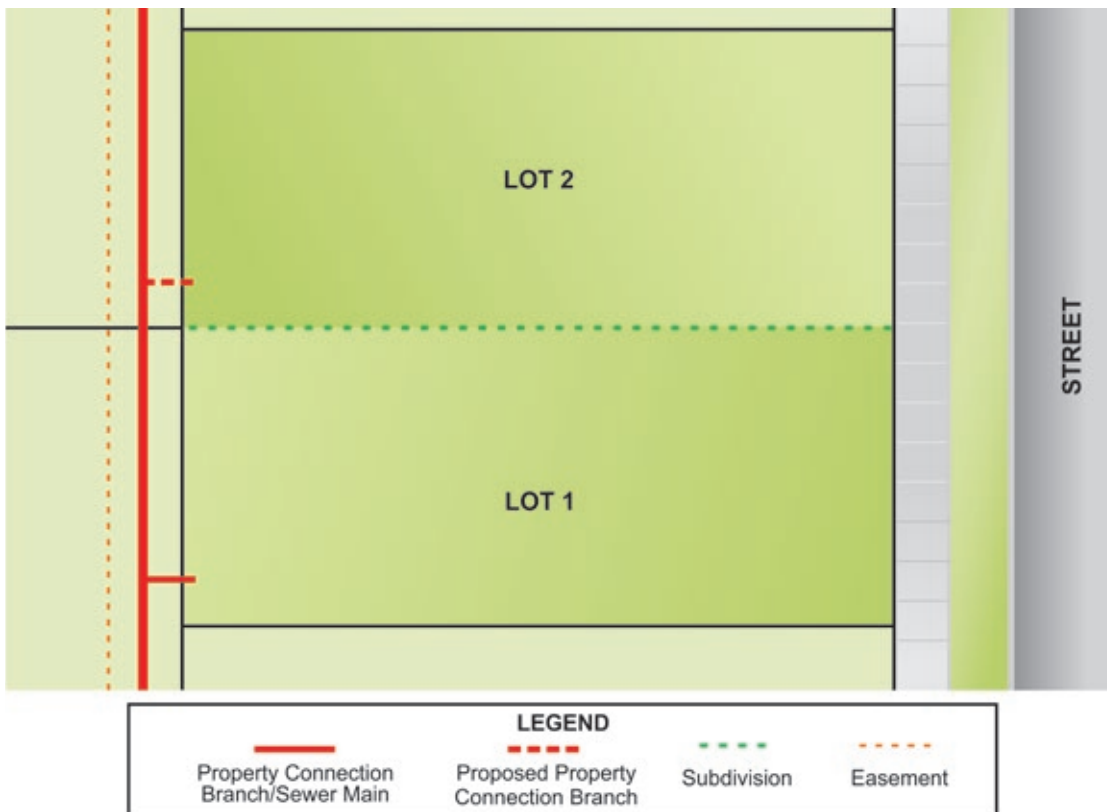 LOT 2
STREET
LOT 1
LEGEND
Property Connection
Branch/Sewer Main
Proposed Property
Connection Branch
Subdivision
Easement